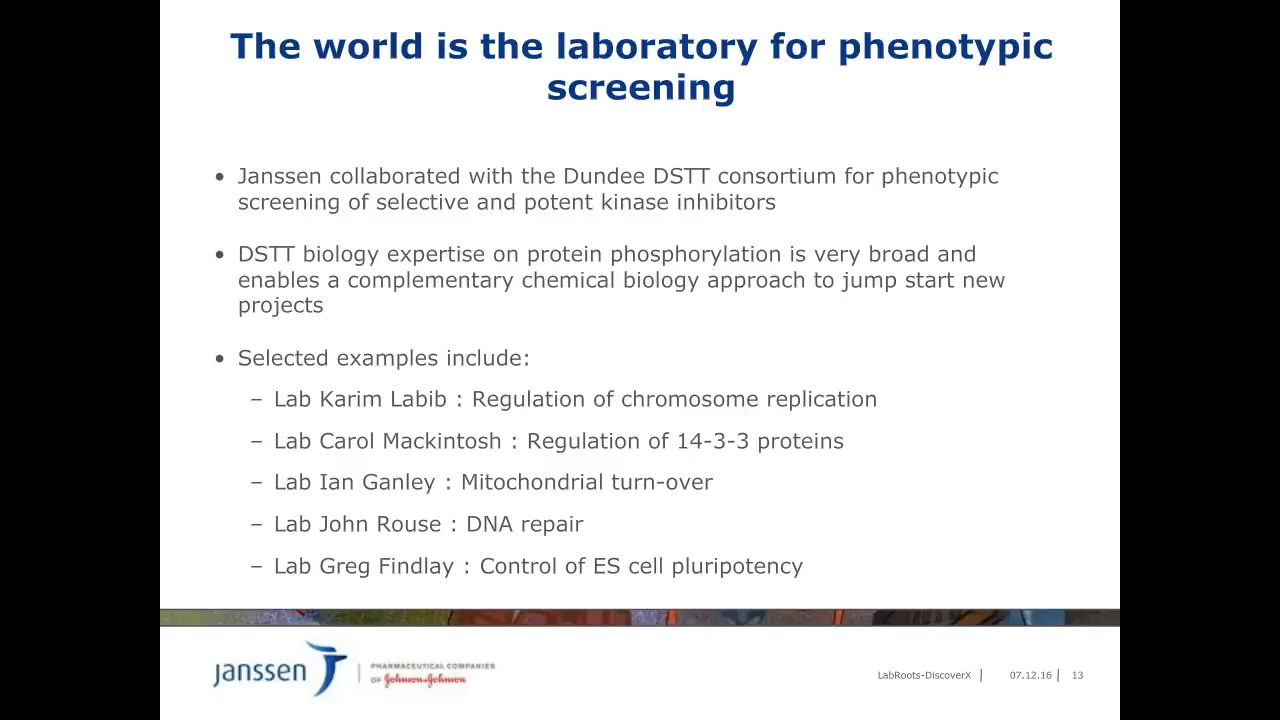 The world is the laboratory for phenotypic
screening
• Janssen collaborated with the Dundee DSTT consortium for phenotypic
screening of selective and potent kinase inhibitors
• DSTT biology expertise on protein phosphorylation is very broad and
enables a complementary chemical biology approach to jump start new
projects
• Selected examples include:
– Lab Karim Labib : Regulation of chromosome replication
– Lab Carol Mackintosh : Regulation of 14-3-3 proteins
– Lab Ian Ganley : Mitochondrial turn-over
– Lab John Rouse : DNA repair
– Lab Greg Findlay : Control of ES cell pluripotency
janssen | PHARMACEUTICAL COMPANIES
OF Johnson-Johnson
LabRoots-DiscoverX | 07.12.16 | 13